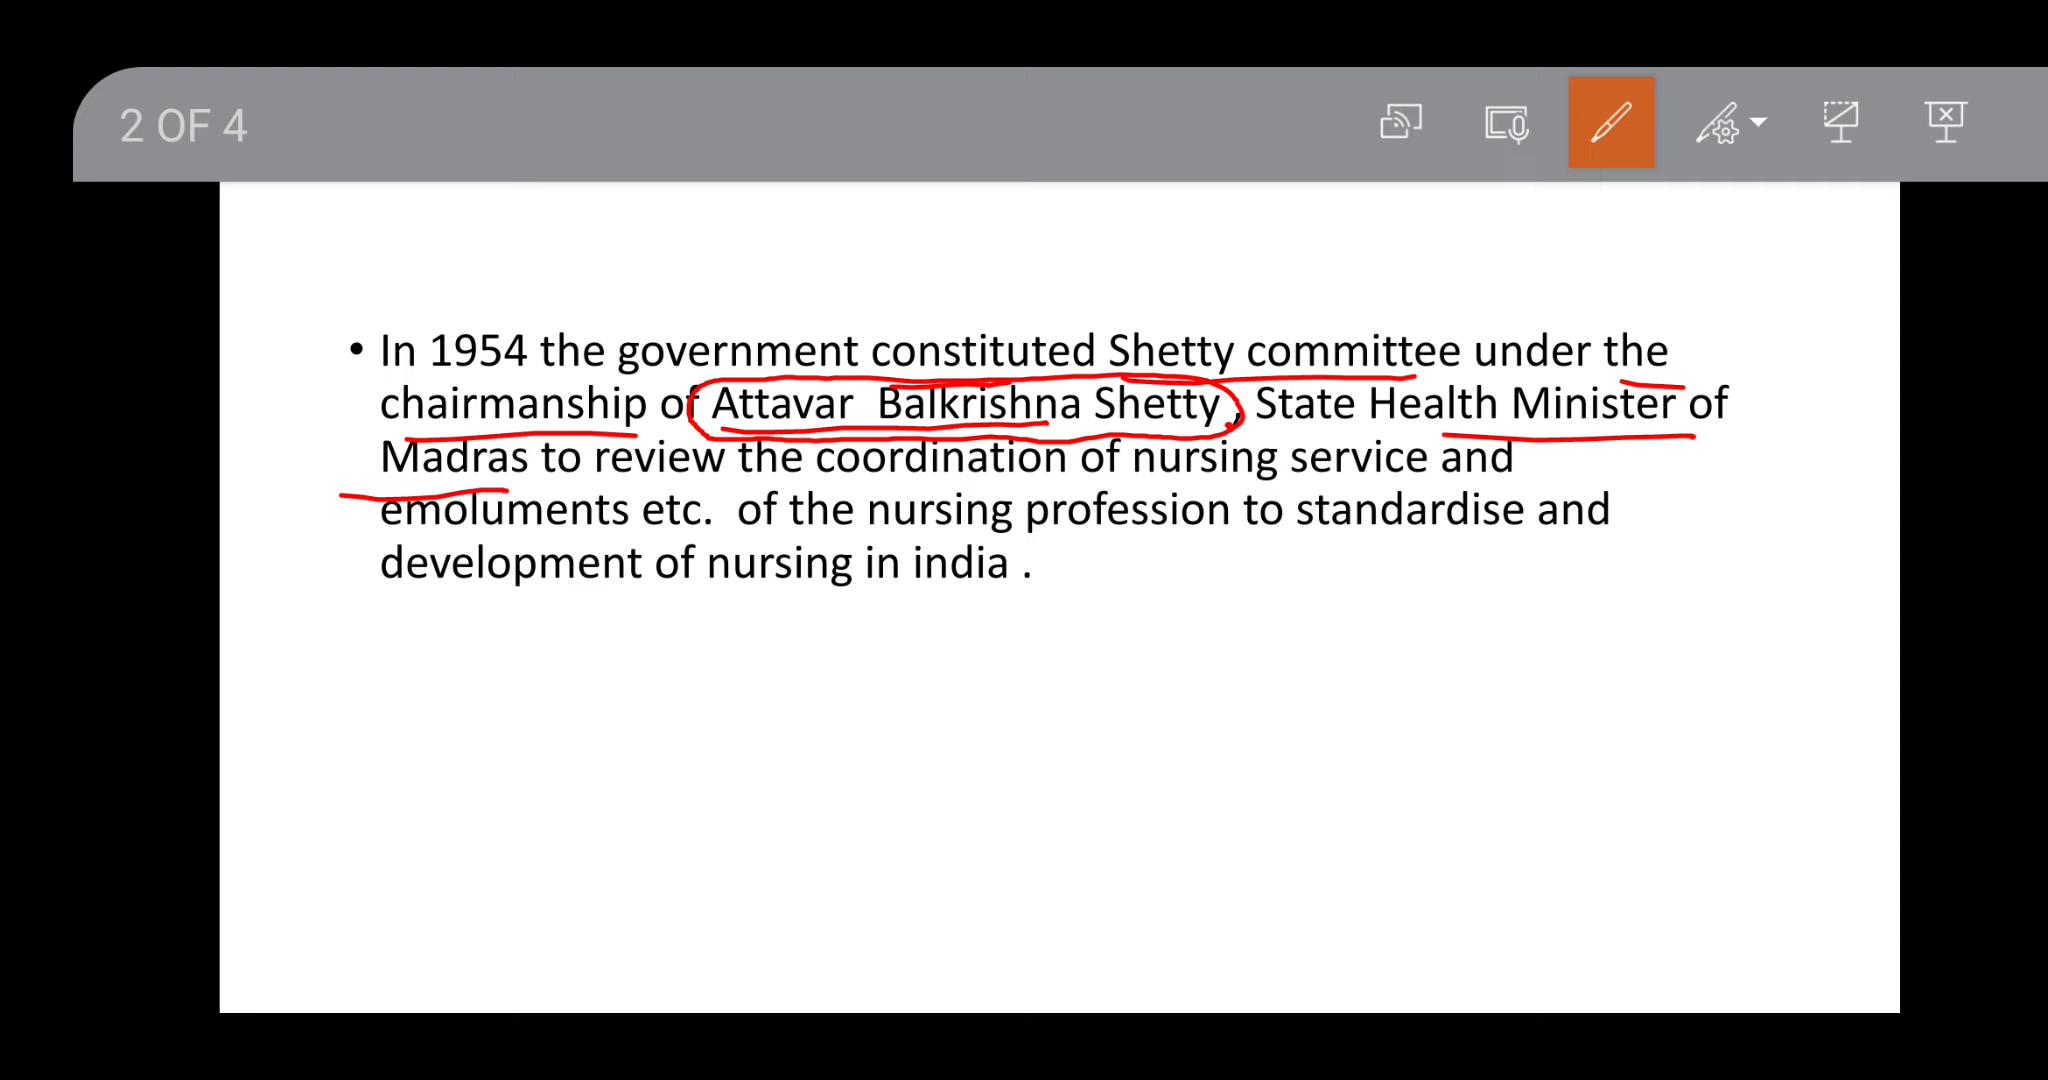 2 OF 4
• In 1954 the government constituted Shetty committee under the
chairmanship of Attavar  Balkrishna Shetty , State Health Minister of
Madras to review the coordination of nursing service and
emoluments etc.  of the nursing profession to standardise and
development of nursing in india .